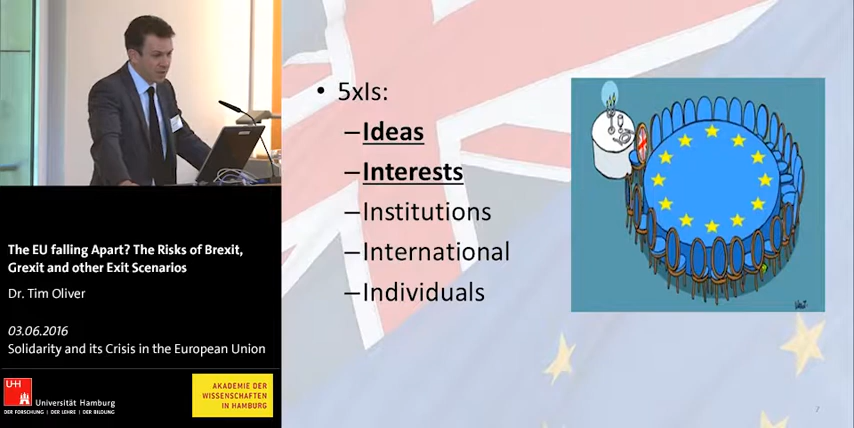 The EU falling Apart? The Risks of Brexit,
Grexit and other Exit Scenarios
Dr. Tim Oliver
03.06.2016
Solidarity and its Crisis in the European Union
UH
Universität Hamburg
DER FORSCHUNG | DER LEHRE | DER BILDUNG
AKADEMIE DER
WISSENSCHAFTEN
IN HAMBURG
• 5xIs:
–Ideas
–Interests
–Institutions
–International
–Individuals
7